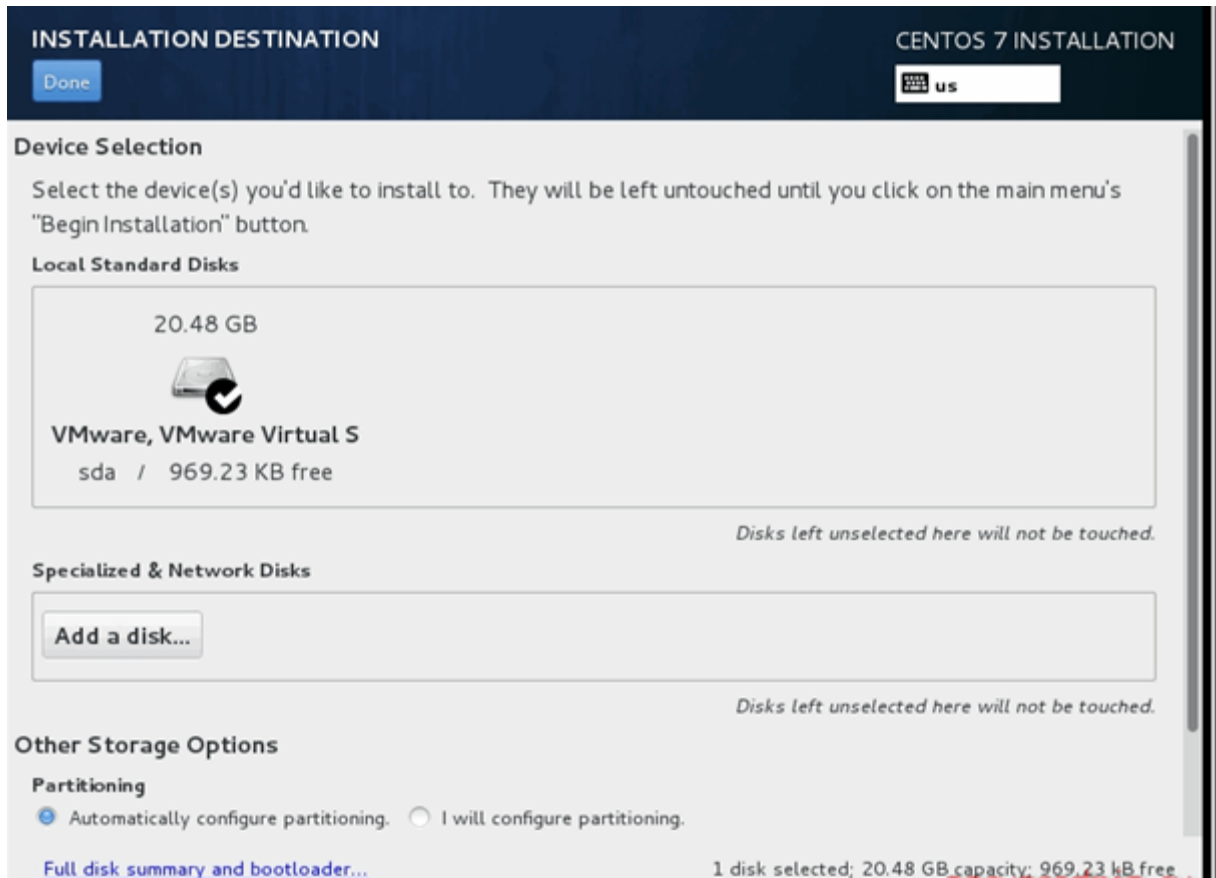 INSTALLATION DESTINATION
CENTOS 7 INSTALLATION
Done
us
Device Selection
Select the device(s) you'd like to install to. They will be left untouched until you click on the main menu's
"Begin Installation" button.
Local Standard Disks
20.48 GB
VMware, VMware Virtual S
sda / 969.23 KB free
Disks left unselected here will not be touched.
Specialized & Network Disks
Add a disk...
Disks left unselected here will not be touched.
Other Storage Options
Partitioning
Automatically configure partitioning. I will configure partitioning.
Full disk summary and bootloader...
1 disk selected; 20.48 GB capacity; 969.23 kB free